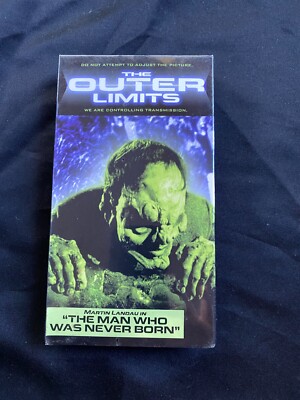 DO NOT ATTEMPT TO ADJUST THE PICTURE.
THE
OUTER
LIMITS
WE ARE CONTROLLING TRANSMISSION.
MARTIN LANDAU IN
"THE MAN WHO
WAS NEVER BORN"